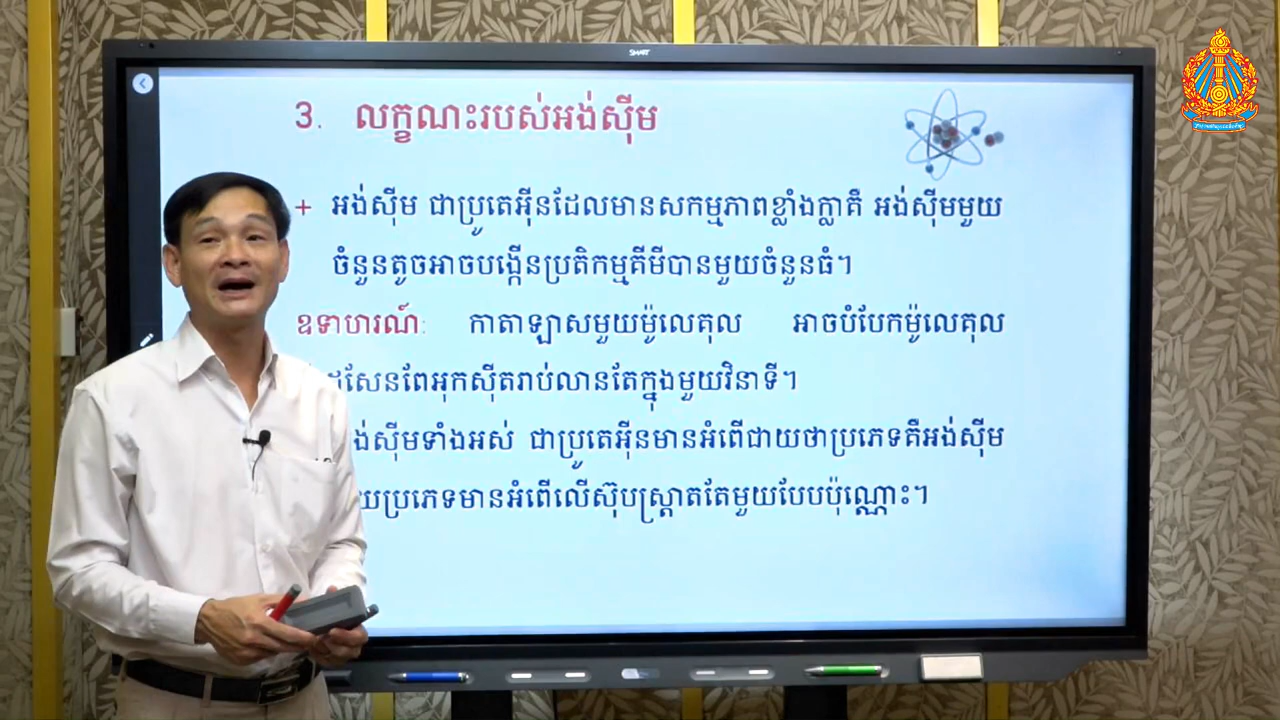 SMART
3. លក្ខណះរបស់អង់ស៊ីម
+ អង់ស៊ីម ជាប្រូតេអ៊ីនដែលមានសកម្មភាពខ្លាំងក្លាគឺ អង់ស៊ីមមួយ
ចំនួនតូចអាចបង្កើនប្រតិកម្មគីមីបានមួយចំនួនធំ។
ឧទាហរណ៍: កាតាឡាសមួយម៉ូលេគុល អាចបំបែកម៉ូលេគុល
សែនពែអុកស៊ីតរាប់លានតែក្នុងមួយវិនាទី។
ង់ស៊ីមទាំងអស់ ជាប្រូតេអ៊ីនមានអំពើជាយថាប្រភេទគឺអង់ស៊ីម
យប្រភេទមានអំពើលើស៊ុបស្ត្រាតតែមួយបែបប៉ុណ្ណោះ។